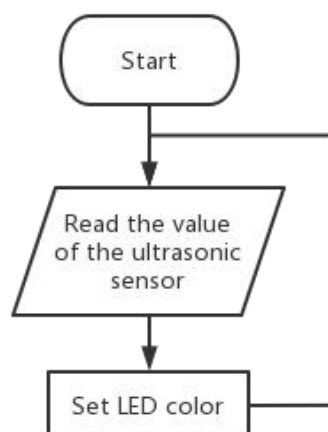 Start
Read the value
of the ultrasonic
sensor
Set LED color